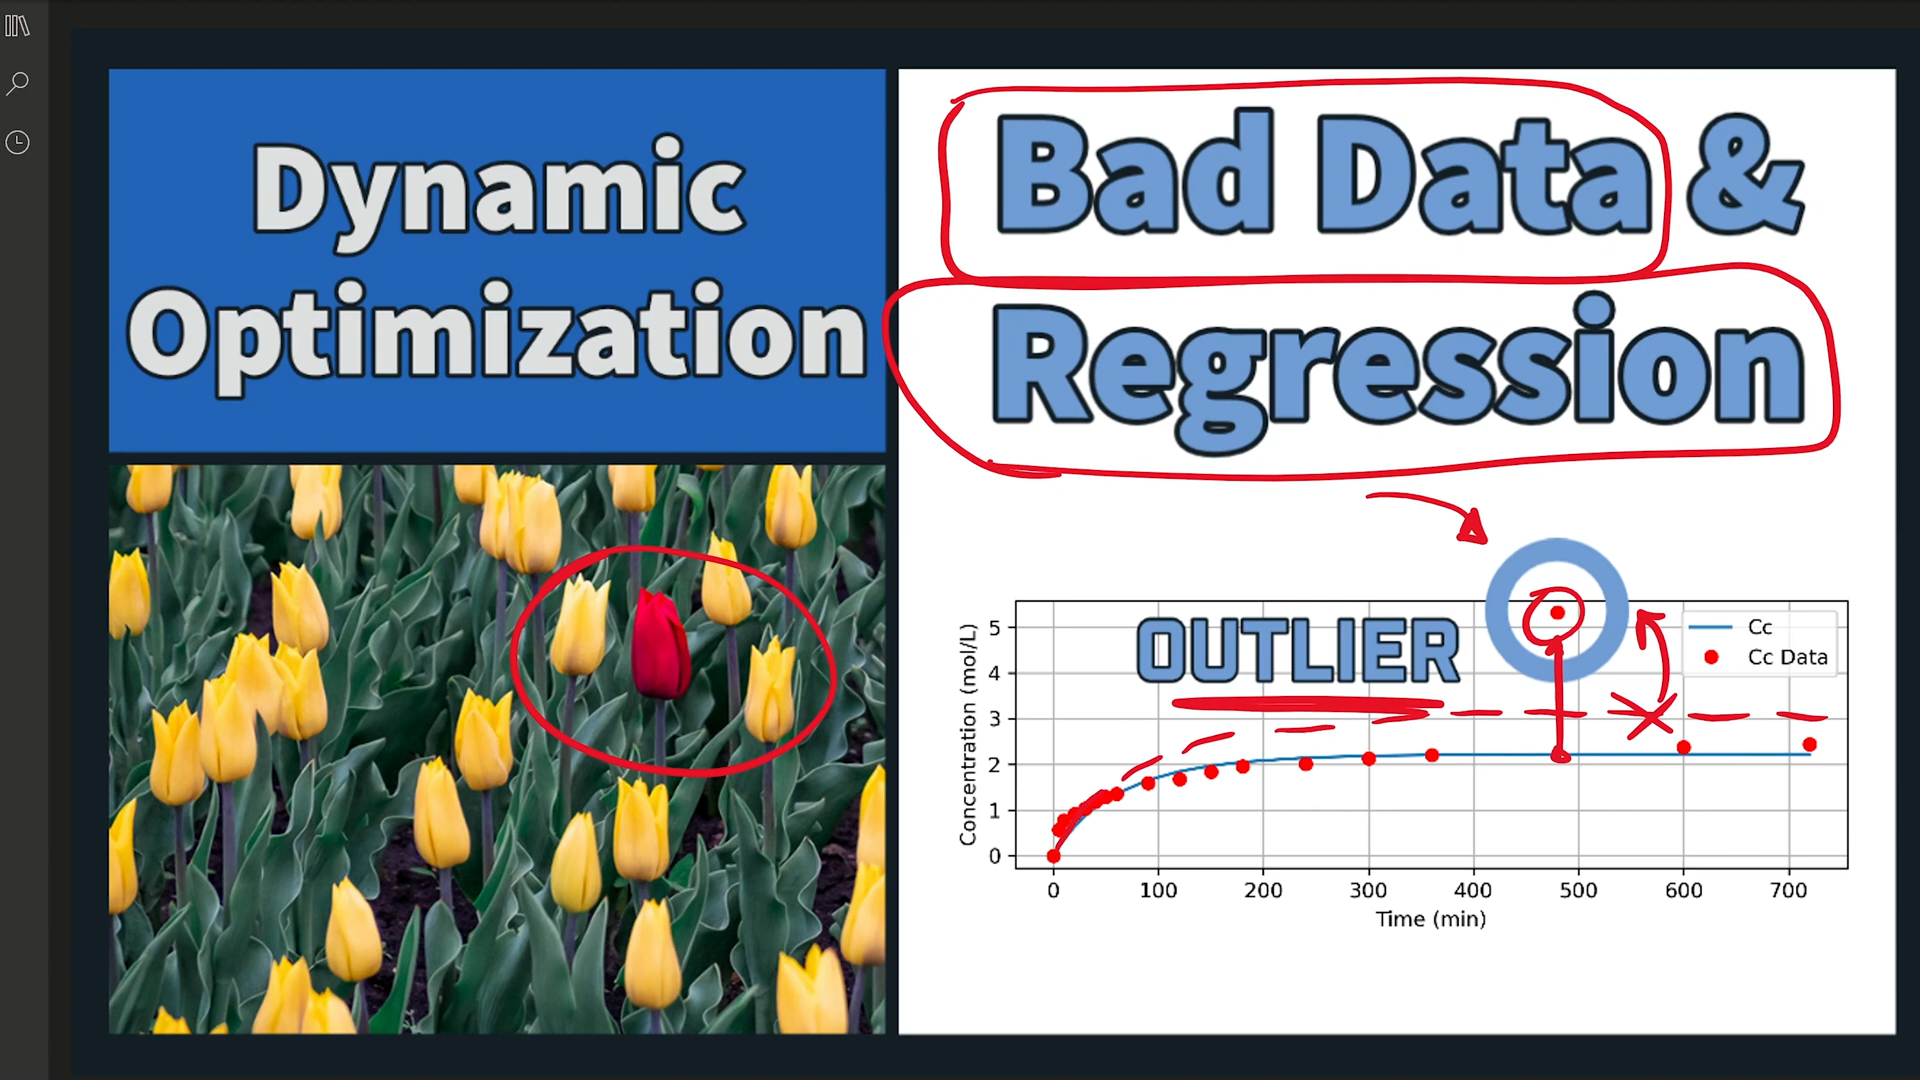 Dynamic
Optimization
Bad Data &
Regression
OUTLIER
Cc
Cc Data
Concentration (mol/L)
5
4
3
2
1
0
0 100 200 300 400 500 600 700
Time (min)